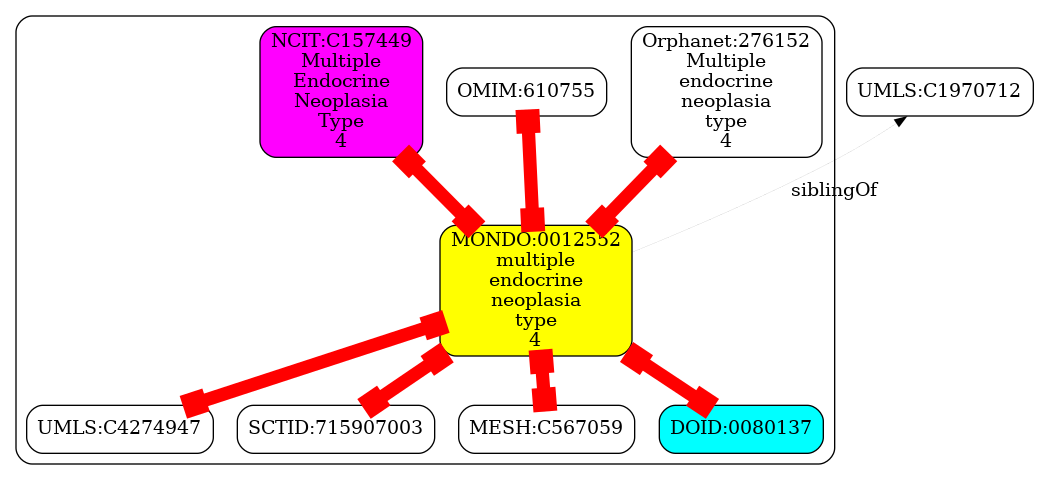 NCIT:C157449
Multiple
Endocrine
Neoplasia
Type
4
OMIM:610755
Orphanet:276152
Multiple
endocrine
neoplasia
type
4
UMLS:C1970712
siblingOf
MONDO:0012552
multiple
endocrine
neoplasia
type
4
UMLS:C4274947
SCTID:715907003
MESH:C567059
DOID:0080137